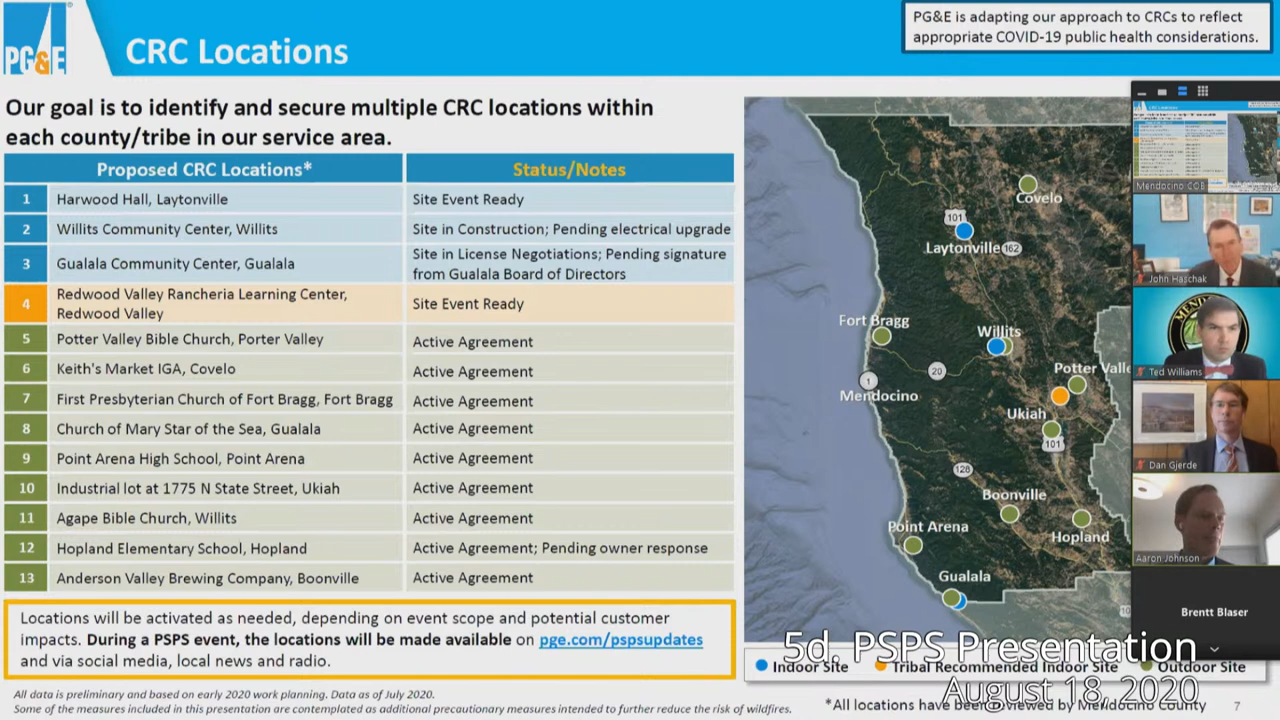 PG&E
CRC Locations
PG&E is adapting our approach to CRCs to reflect
appropriate COVID-19 public health considerations.
Our goal is to identify and secure multiple CRC locations within
each county/tribe in our service area.
Proposed CRC Locations* Status/Notes
1 Harwood Hall, Laytonville Site Event Ready
2 Willits Community Center, Willits Site in Construction; Pending electrical upgrade
3 Gualala Community Center, Gualala Site in License Negotiations; Pending signature
from Gualala Board of Directors
4 Redwood Valley Rancheria Learning Center,
Redwood Valley Site Event Ready
5 Potter Valley Bible Church, Porter Valley Active Agreement
6 Keith's Market IGA, Covelo Active Agreement
7 First Presbyterian Church of Fort Bragg, Fort Bragg Active Agreement
8 Church of Mary Star of the Sea, Gualala Active Agreement
9 Point Arena High School, Point Arena Active Agreement
10 Industrial lot at 1775 N State Street, Ukiah Active Agreement
11 Agape Bible Church, Willits Active Agreement
12 Hopland Elementary School, Hopland Active Agreement; Pending owner response
13 Anderson Valley Brewing Company, Boonville Active Agreement
Locations will be activated as needed, depending on event scope and potential customer
impacts. During a PSPS event, the locations will be made available on pge.com/pspsupdates
and via social media, local news and radio.
All data is preliminary and based on early 2020 work planning. Data as of July 2020.
Some of the measures included in this presentation are contemplated as additional precautionary measures intended to further reduce the risk of wildfires.
Covelo
101
Laytonville 162
Fort Bragg
Willits
20
Potter Valle
1
Mendocino
Ukiah
101
128
Boonville
Point Arena
Hopland
Gualala
10
Indoor Site Tribal Recommended Indoor Site Outdoor Site
*All locations have been reviewed by Mendocino County
7
Mendocino COB
John Haschak
Ted Williams
Dan Gjerde
Aaron Johnson
Brentt Blaser
5d. PSPS Presentation
August 18, 2020